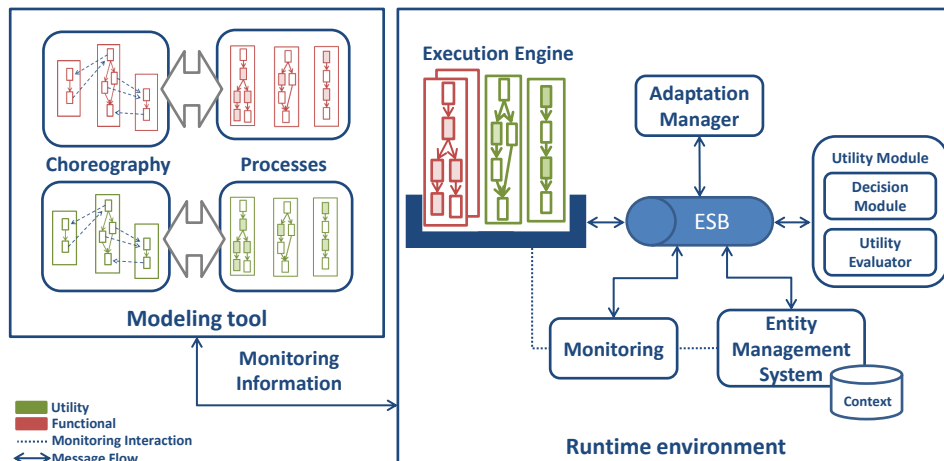 Choreography
Processes
Modeling tool
Monitoring
Information
Utility
Functional
Monitoring Interaction
Message Flow
Execution Engine
Adaptation
Manager
Utility Module
Decision
Module
Utility
Evaluator
ESB
Monitoring
Entity
Management
System
Context
Runtime environment